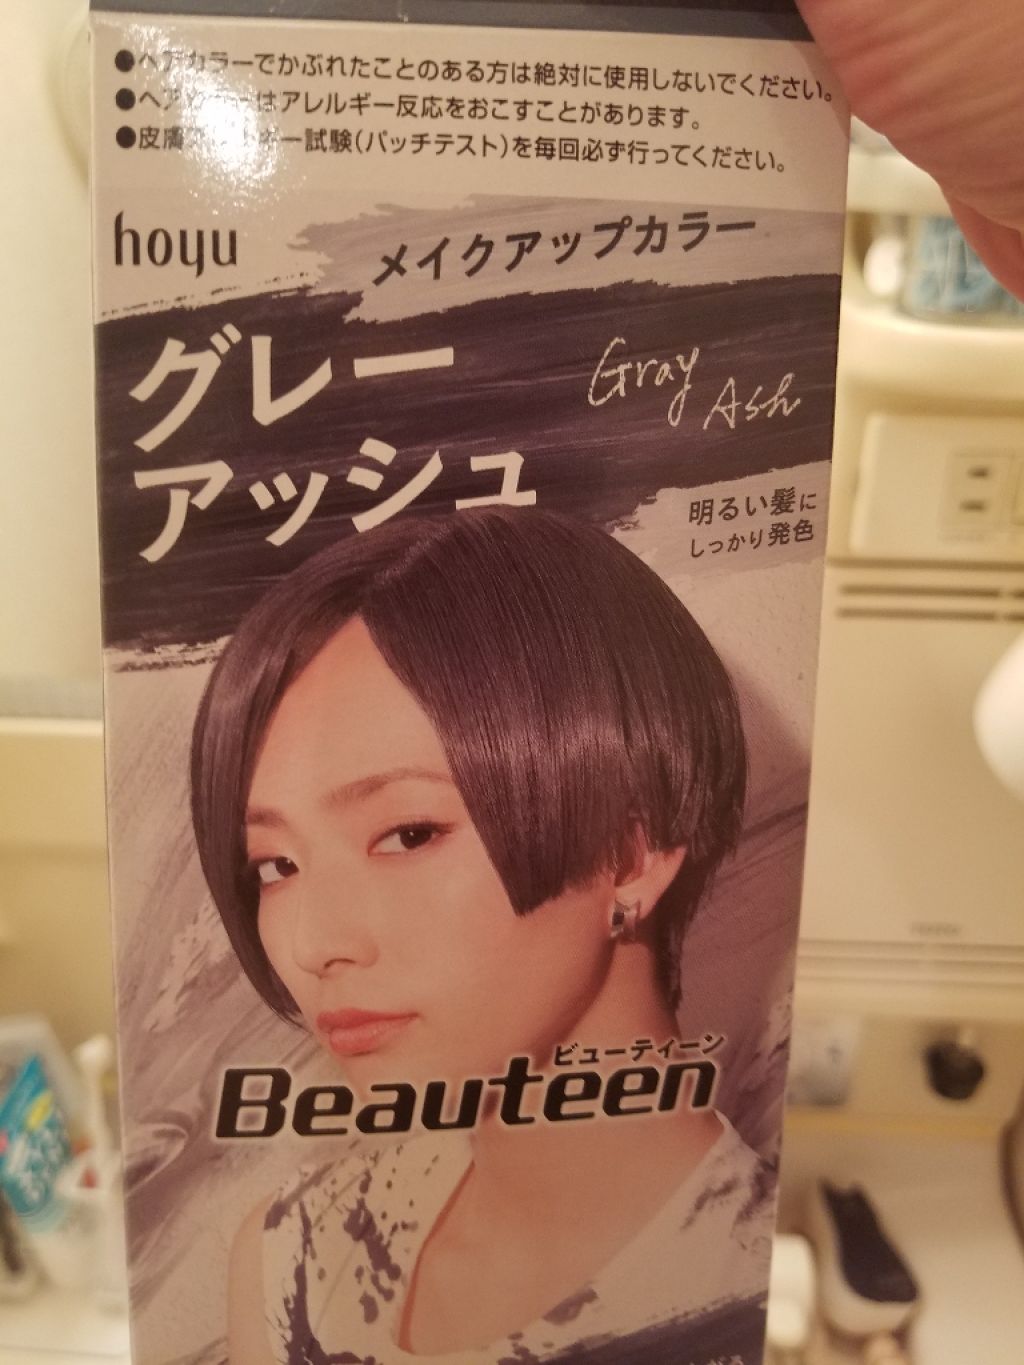 ●ヘアカラーでかぶれたことのある方は絶対に使用しないでください。
●ヘアカラーはアレルギー反応をおこすことがあります。
●皮膚アレルギー試験(パッチテスト)を毎回必ず行ってください。
hoyu
メイクアップカラー
グレー
アッシュ
Gray
Ash
明るい髪に
しっかり発色
ビューティーン
Beauteen